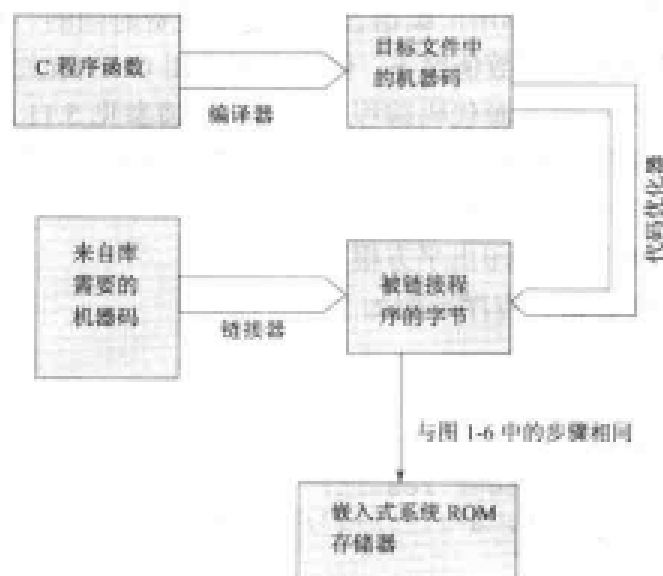 C 程序函数
目标文件中
的机器码
编译器
代码优化器
来自库
需要的
机器码
被链接程
序的字节
链接器
与图 1-6 中的步骤相同
嵌入式系统 ROM
存储器